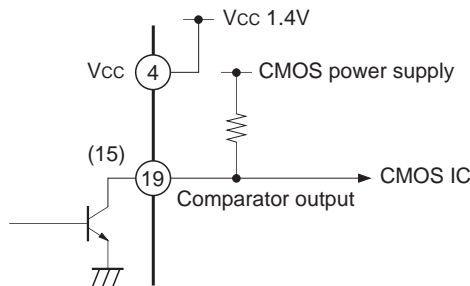 VCC 1.4V
VCC 4
CMOS power supply
(15)
19
CMOS IC
Comparator output